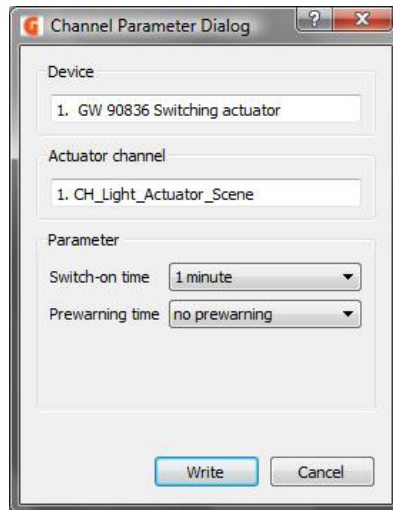 Channel Parameter Dialog
Device
1. GW 90836 Switching actuator
Actuator channel
1. CH_Light_Actuator_Scene
Parameter
Switch-on time 1 minute
Prewarning time no prewarning
Write Cancel